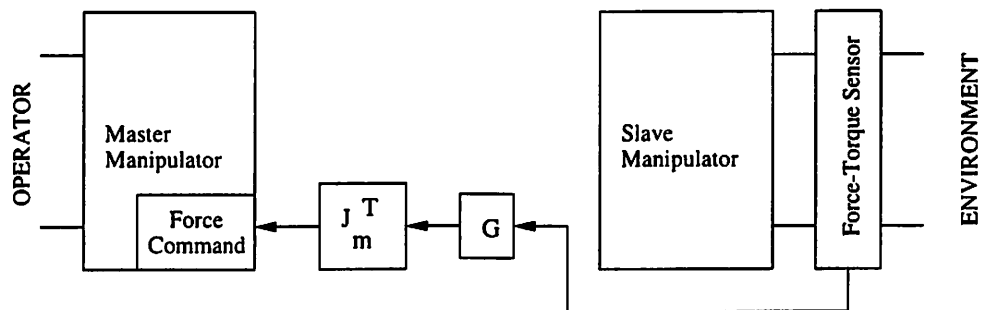 OPERATOR
Master
Manipulator
Force
Command
J T
m
G
Slave
Manipulator
Force-Torque Sensor
ENVIRONMENT